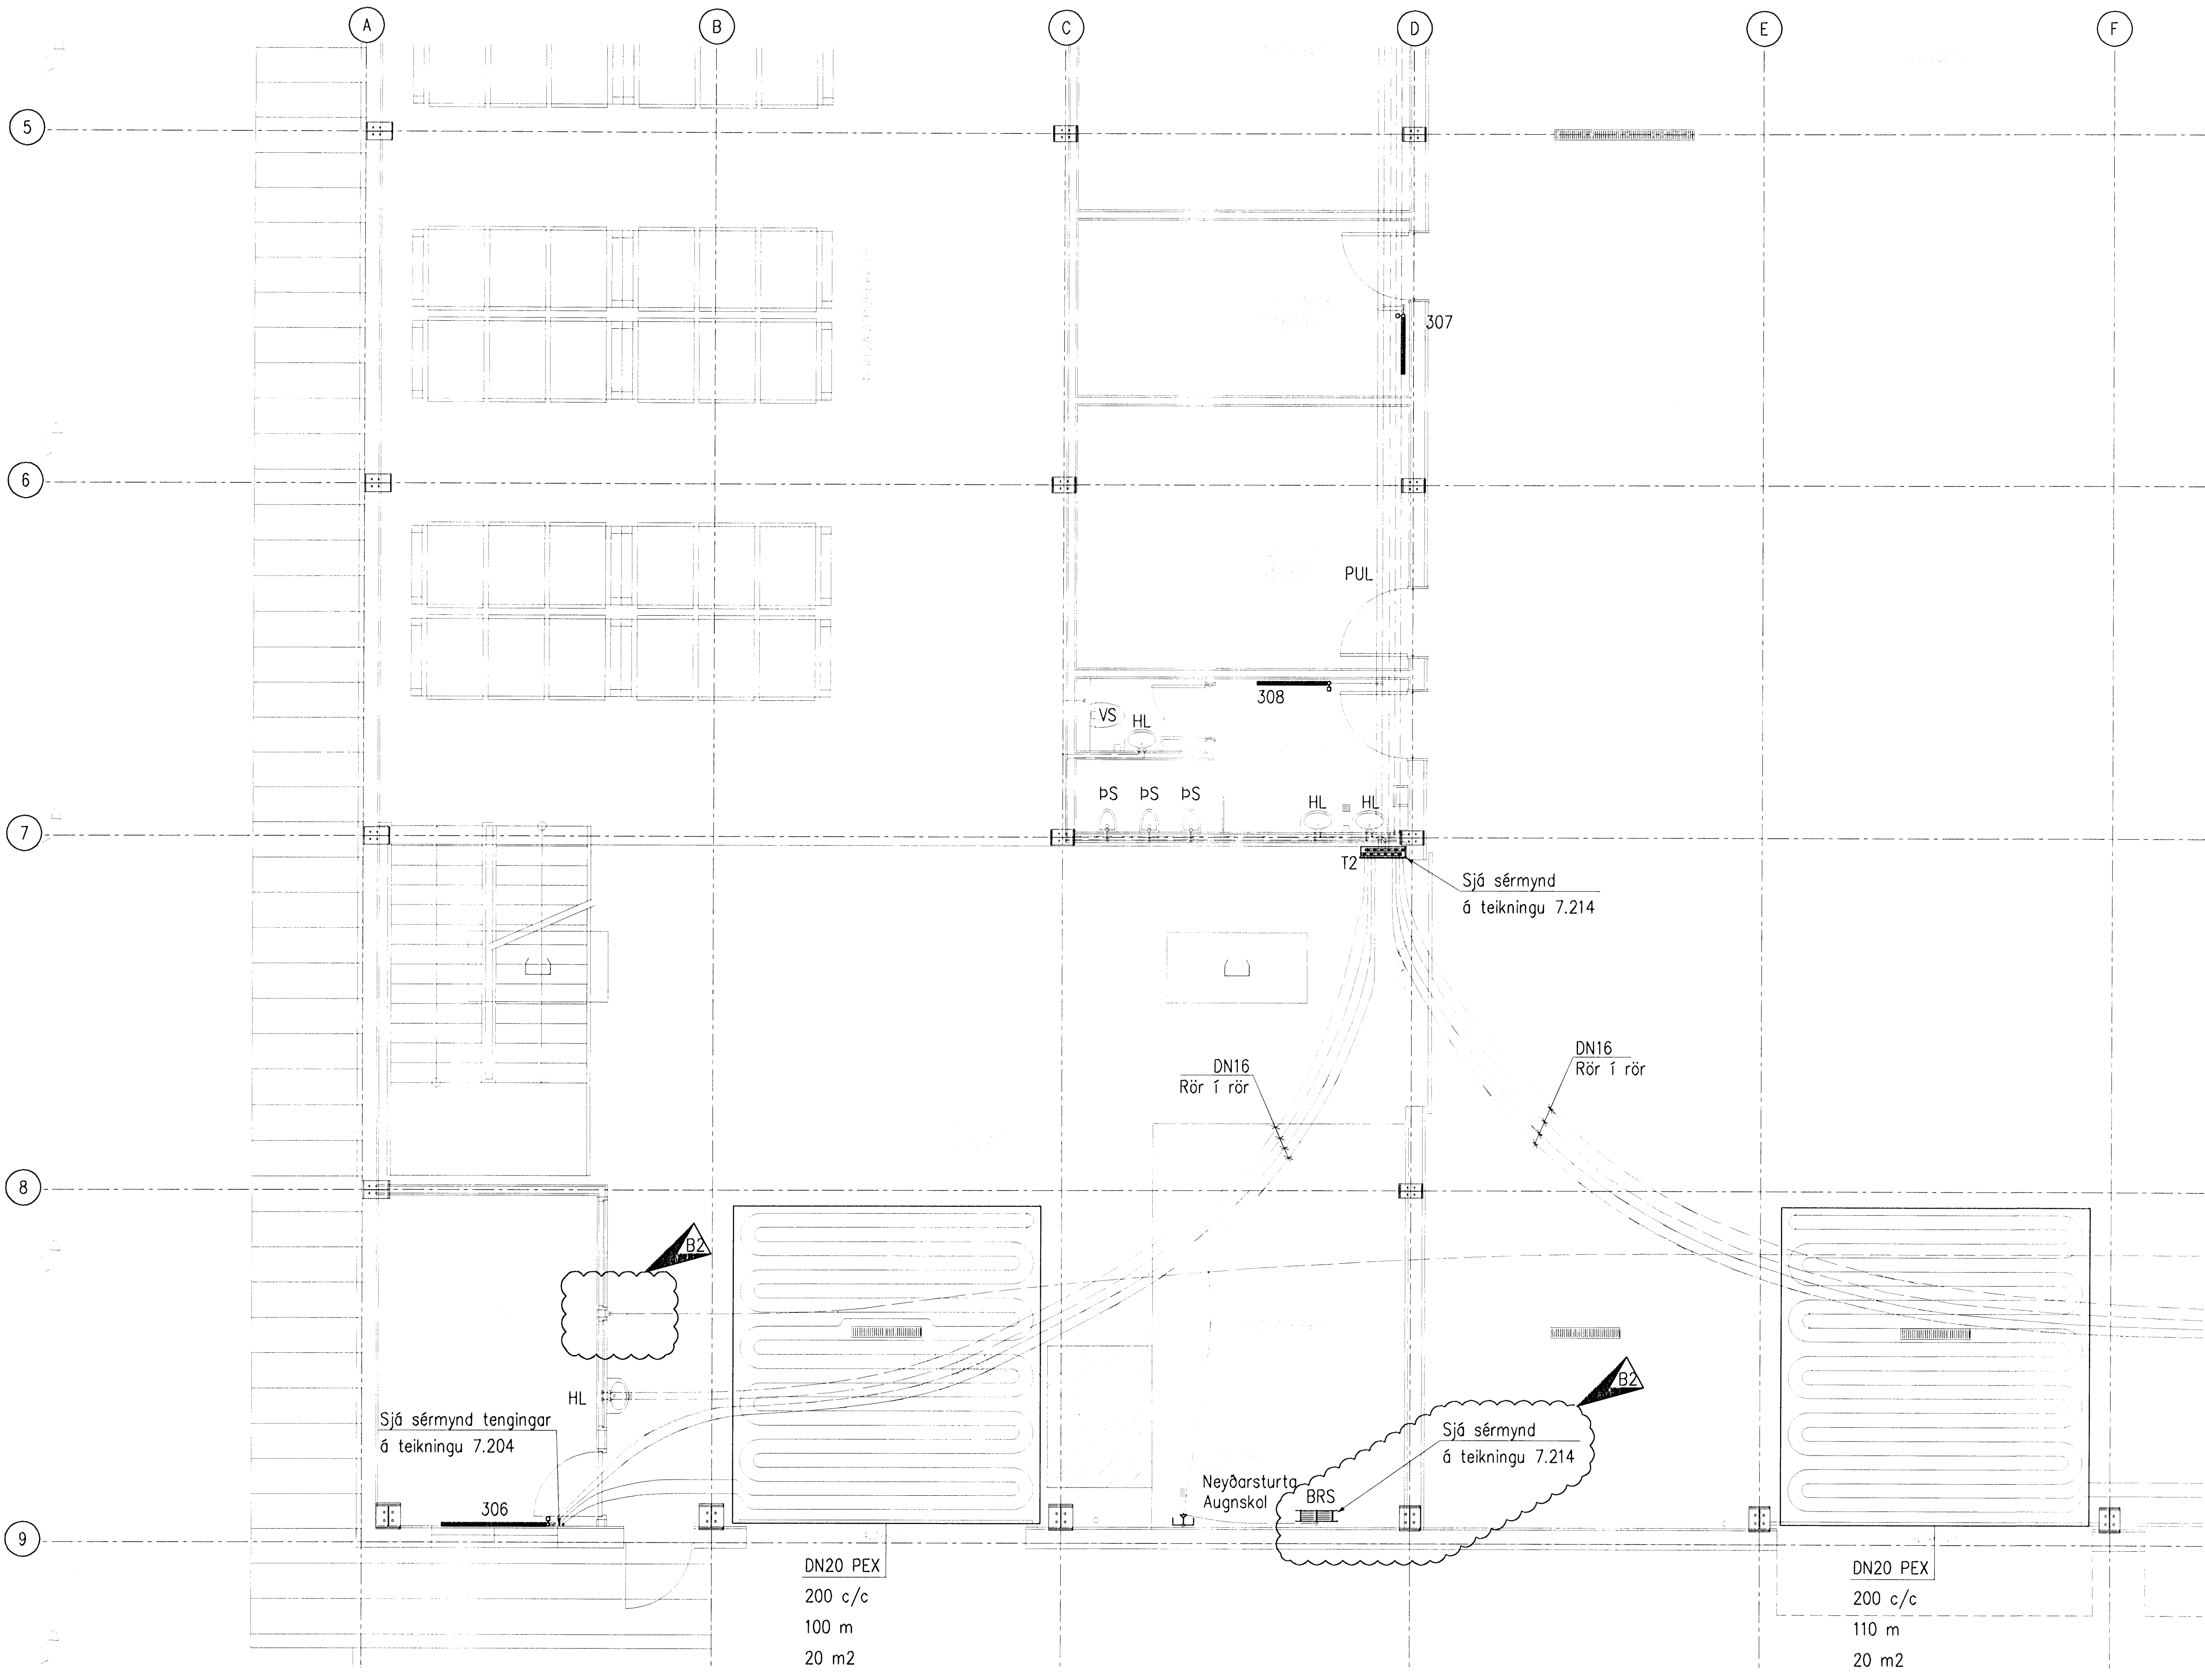 A
B
C
D
E
F
5
307
6
PUL
308
VS
HL
ÞS
ÞS
ÞS
HL
HL
7
T2
Sjá sérmynd
á teikningu 7.214
DN16
Rör í rör
DN16
Rör í rör
8
B2
B2
HL
Sjá sérmynd tengingar
á teikningu 7.204
Sjá sérmynd
á teikningu 7.214
Neyðarsturta
Augnskol
BRS
306
9
DN20 PEX
200 c/c
100 m
20 m2
DN20 PEX
200 c/c
110 m
20 m2